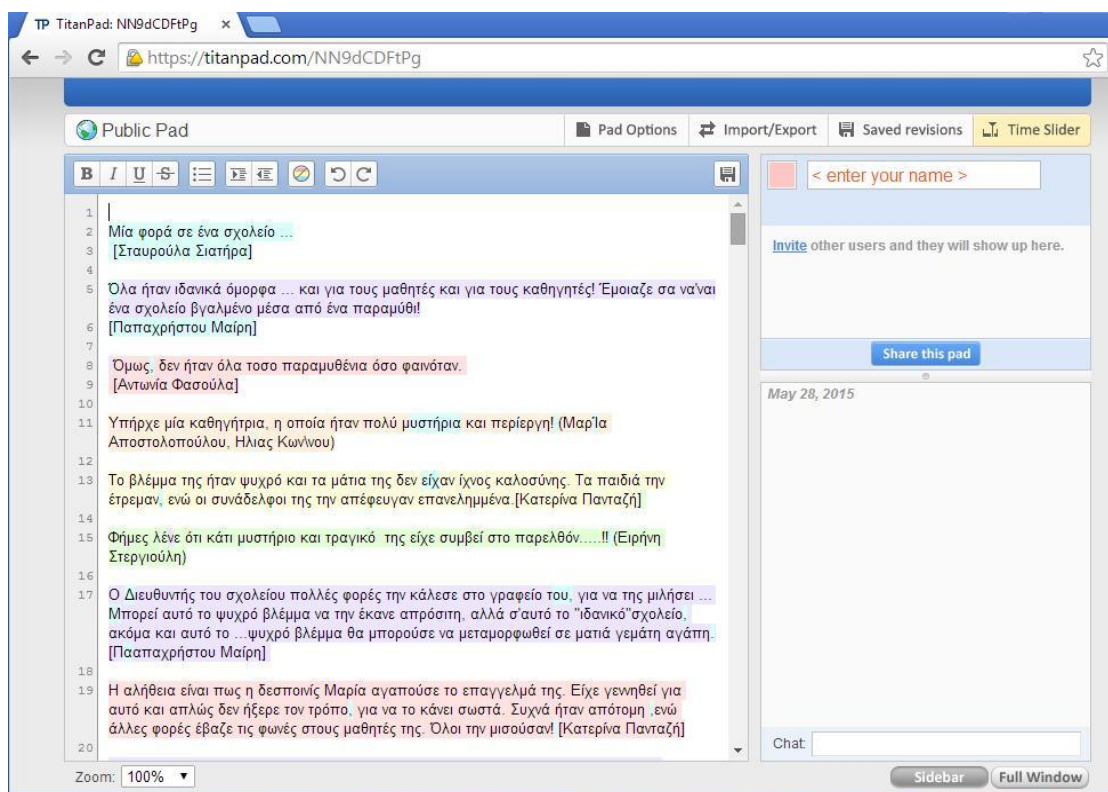 TP TitanPad: NN9dCDFtPg ×
https://titanpad.com/NN9dCDFtPg
Public Pad
Pad Options
Import/Export
Saved revisions
Time Slider
B I U S
< enter your name >
Invite other users and they will show up here.
Share this pad
May 28, 2015
1
2 Μία φορά σε ένα σχολείο ...
3 [Σταυρούλα Σιατήρα]
4
5 Όλα ήταν ιδανικά όμορφα ... και για τους μαθητές και για τους καθηγητές! Έμοιαζε σα να'ναι
ένα σχολείο βγαλμένο μέσα από ένα παραμύθι!
6 [Παπαχρήστου Μαίρη]
7
8 Όμως, δεν ήταν όλα τοσο παραμυθένια όσο φαινόταν.
9 [Αντωνία Φασούλα]
10
11 Υπήρχε μία καθηγήτρια, η οποία ήταν πολύ μυστήρια και περίεργη! (Μαρ΄Ια
Αποστολοπούλου, Ηλιας Κων\νου)
12
13 Το βλέμμα της ήταν ψυχρό και τα μάτια της δεν είχαν ίχνος καλοσύνης. Τα παιδιά την
έτρεμαν, ενώ οι συνάδελφοι της την απέφευγαν επανελημμένα.[Κατερίνα Πανταζή]
14
15 Φήμες λένε ότι κάτι μυστήριο και τραγικό της είχε συμβεί στο παρελθόν.....!! (Ειρήνη
Στεργιούλη)
16
17 Ο Διευθυντής του σχολείου πολλές φορές την κάλεσε στο γραφείο του, για να της μιλήσει ...
Μπορεί αυτό το ψυχρό βλέμμα να την έκανε απρόσιτη, αλλά σ'αυτό το "ιδανικό"σχολείο,
ακόμα και αυτό το ...ψυχρό βλέμμα θα μπορούσε να μεταμορφωθεί σε ματιά γεμάτη αγάπη.
[Πααπαχρήστου Μαίρη]
18
19 Η αλήθεια είναι πως η δεσποινίς Μαρία αγαπούσε το επαγγελμά της. Είχε γεννηθεί για
αυτό και απλώς δεν ήξερε τον τρόπο, για να το κάνει σωστά. Συχνά ήταν απότομη ,ενώ
άλλες φορές έβαζε τις φωνές στους μαθητές της. Όλοι την μισούσαν! [Κατερίνα Πανταζή]
20
Chat:
Zoom: 100%
Sidebar
Full Window